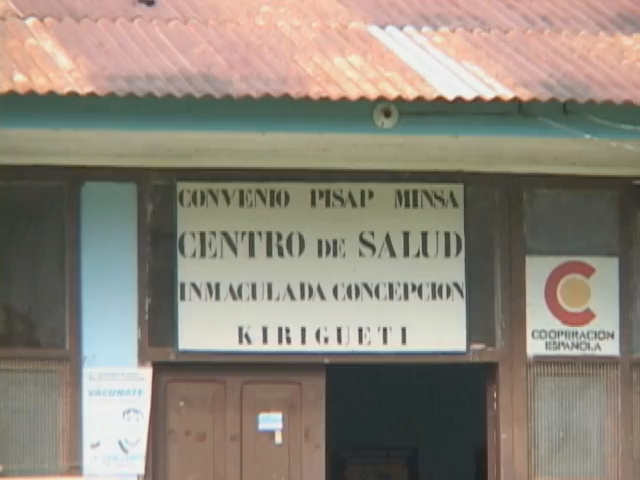 CONVENIO PISAP MINSA
CENTRO DE SALUD
INMACULADA CONCEPCION
KIRIGUETI
COOPERACION
ESPAÑOLA
VACUNATE